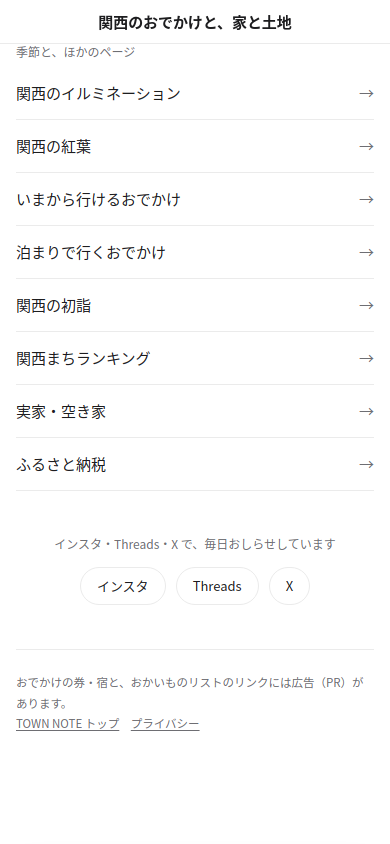 関西のおでかけと、家と土地
季節と、ほかのページ
関西のイルミネーション →
関西の紅葉 →
いまから行けるおでかけ →
泊まりで行くおでかけ →
関西の初詣 →
関西まちランキング →
実家・空き家 →
ふるさと納税 →
インスタ・Threads・X で、毎日おしらせしています
インスタ Threads X
おでかけの券・宿と、おかいものリストのリンクには広告（PR）が
あります。
TOWN NOTE トップ プライバシー